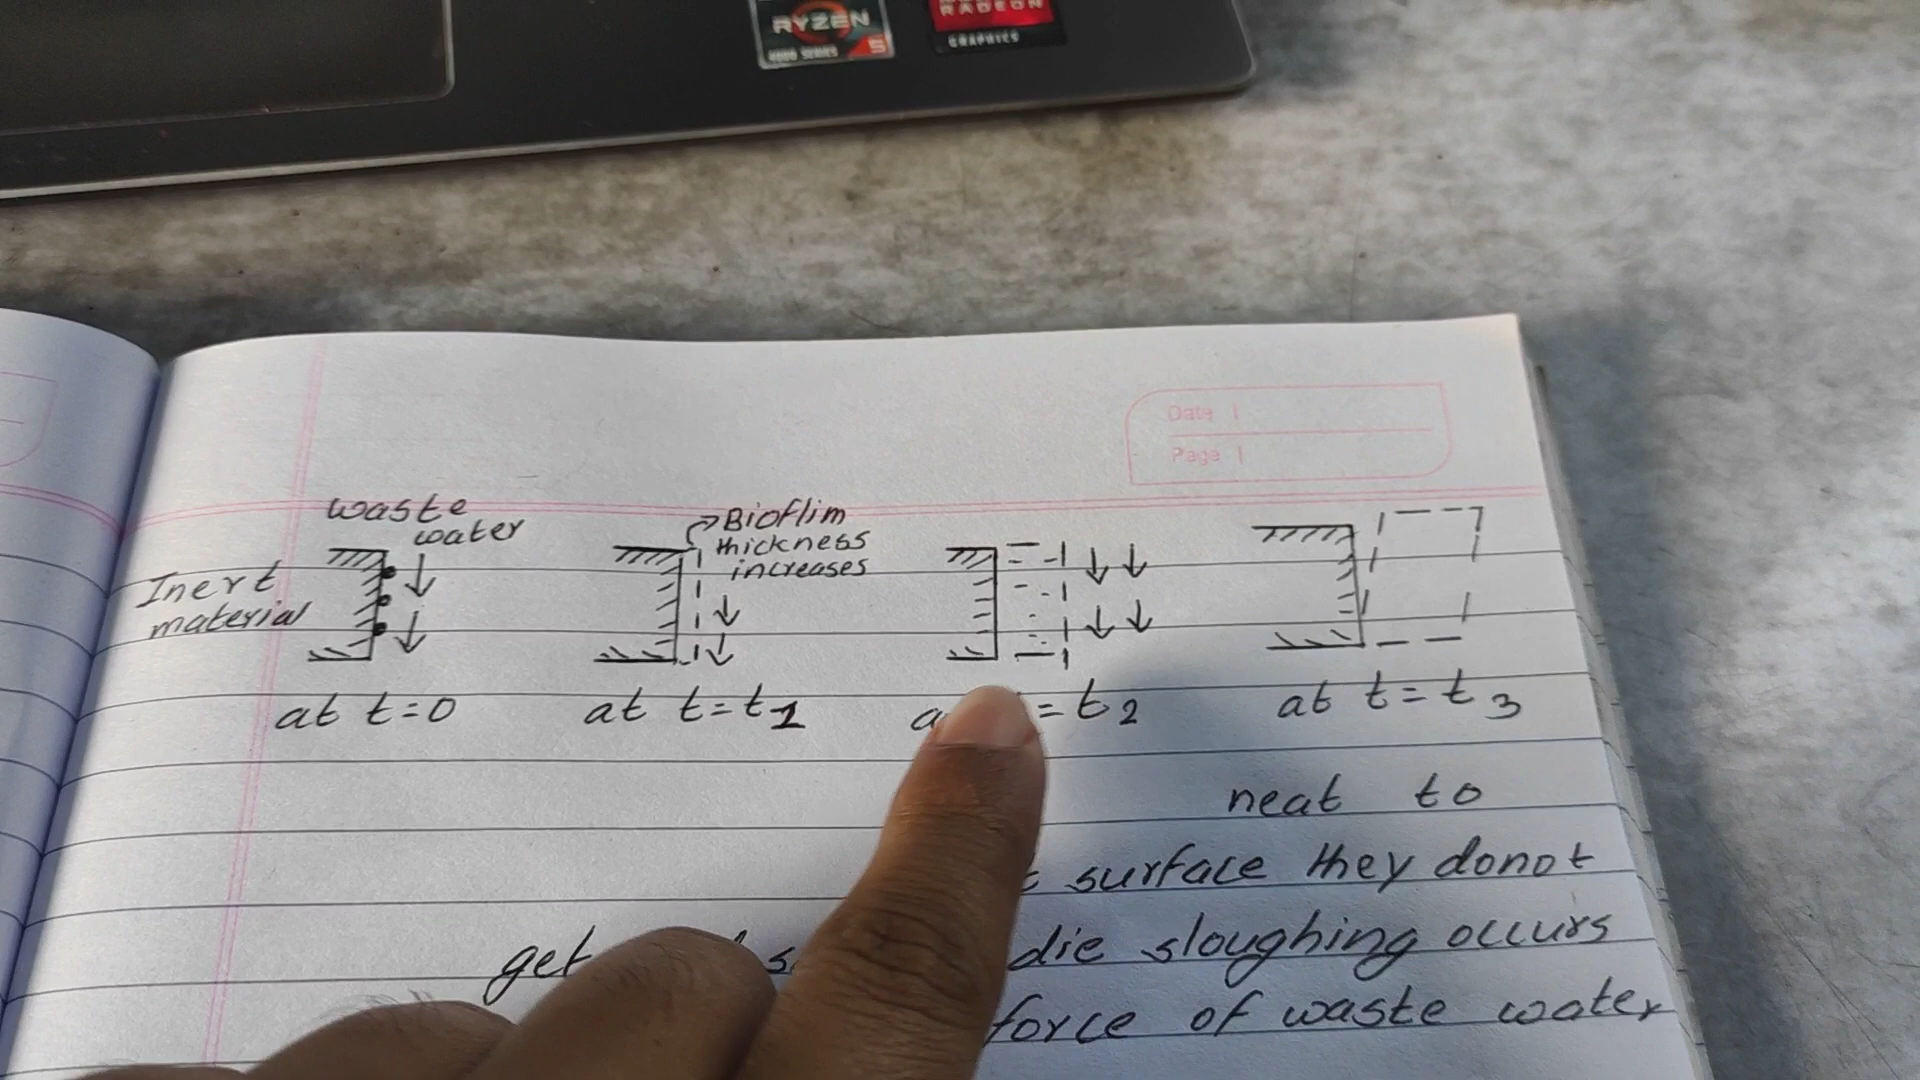 RYZEN
5
RADEON
GRAPHICS
Date
Page
waste
water
Inert
material
Bioflim
thickness
increases
at t=0
at t=t1
= t2
at t=t3
neat to
surface they donot
get die sloughing occurs
force of waste water